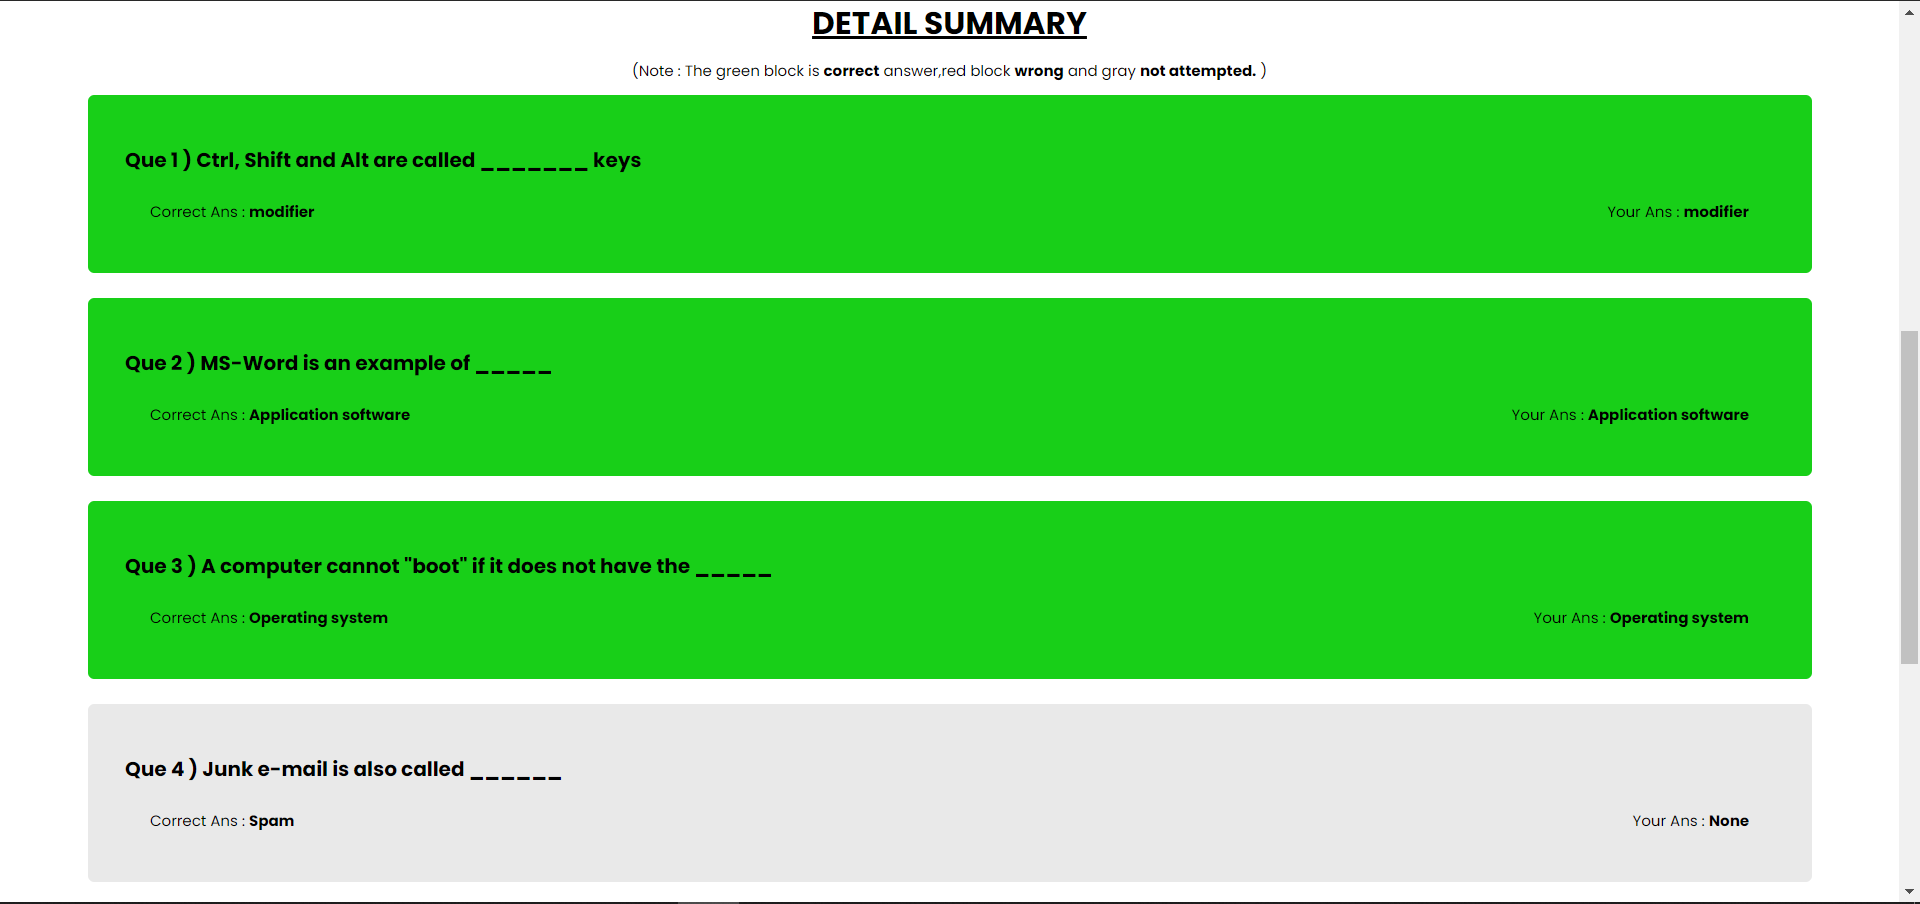 DETAIL SUMMARY
(Note : The green block is correct answer,red block wrong and gray not attempted. )
Que 1 ) Ctrl, Shift and Alt are called _______ keys
Correct Ans : modifier Your Ans : modifier
Que 2 ) MS-Word is an example of _____
Correct Ans : Application software Your Ans : Application software
Que 3 ) A computer cannot "boot" if it does not have the _____
Correct Ans : Operating system Your Ans : Operating system
Que 4 ) Junk e-mail is also called ______
Correct Ans : Spam Your Ans : None